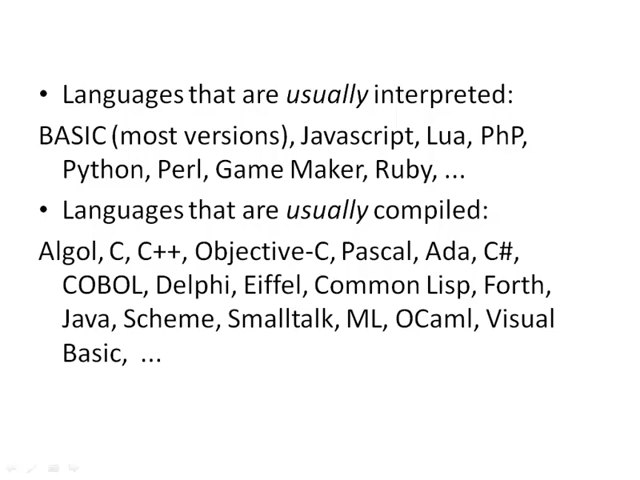 • Languages that are usually interpreted:
BASIC (most versions), Javascript, Lua, PhP,
Python, Perl, Game Maker, Ruby, ...
• Languages that are usually compiled:
Algol, C, C++, Objective-C, Pascal, Ada, C#,
COBOL, Delphi, Eiffel, Common Lisp, Forth,
Java, Scheme, Smalltalk, ML, OCaml, Visual
Basic,  ...